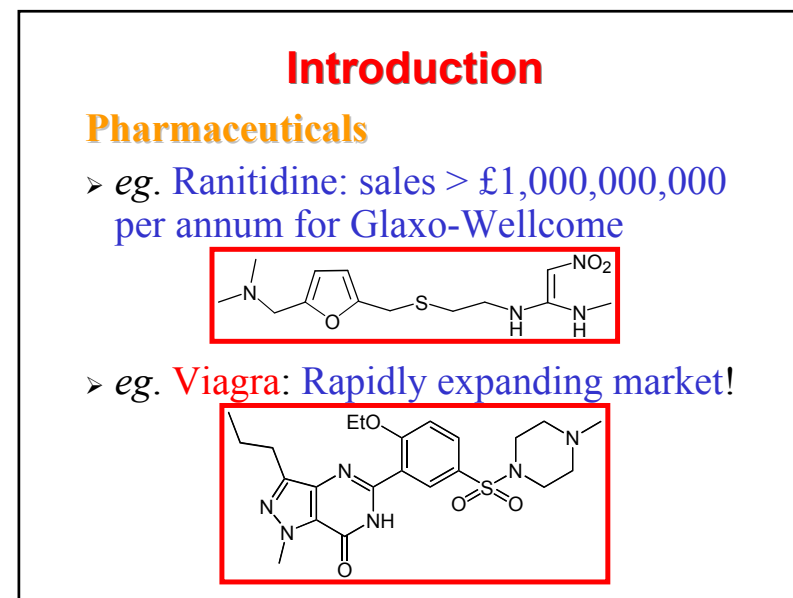 Introduction
Pharmaceuticals
➢ eg. Ranitidine: sales > £1,000,000,000
per annum for Glaxo-Wellcome
NO2
N
S
O
N
H
N
H
➢ eg. Viagra: Rapidly expanding market!
EtO
N
N
N
S
O
O
N
NH
N
O